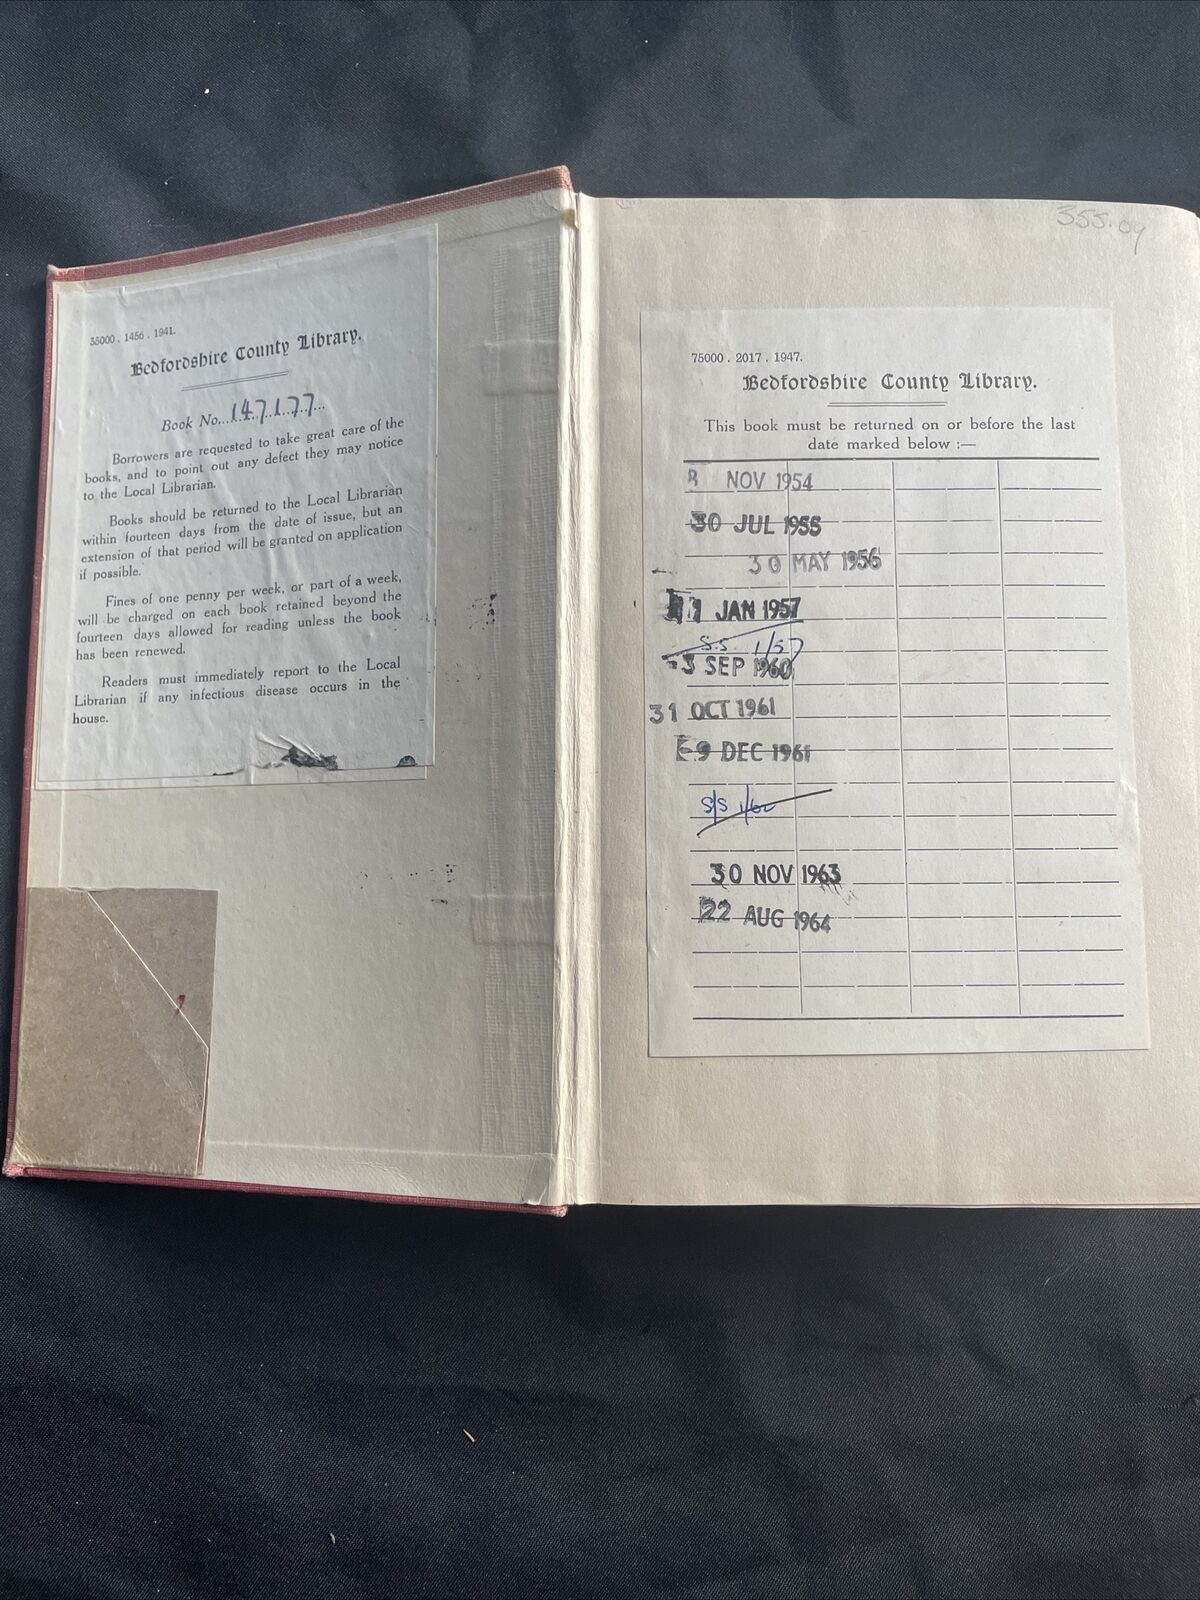 35000 . 1456 . 1941.
Bedfordshire County Library.
Book No. 147177
Borrowers are requested to take great care of the
books, and to point out any defect they may notice
to the Local Librarian.
Books should be returned to the Local Librarian
within fourteen days from the date of issue, but an
extension of that period will be granted on application
if possible.
Fines of one penny per week, or part of a week,
will be charged on each book retained beyond the
fourteen days allowed for reading unless the book
has been renewed.
Readers must immediately report to the Local
Librarian if any infectious disease occurs in the
house.
355.09
75000 . 2017 . 1947.
Bedfordshire County Library.
This book must be returned on or before the last
date marked below :—
NOV 1954
30 JUL 1955
30 MAY 1956
JAN 1957
S.S. 1/57
-3 SEP 1960
31 OCT 1961
9 DEC 1961
S/S 1/62
30 NOV 1963
22 AUG 1964